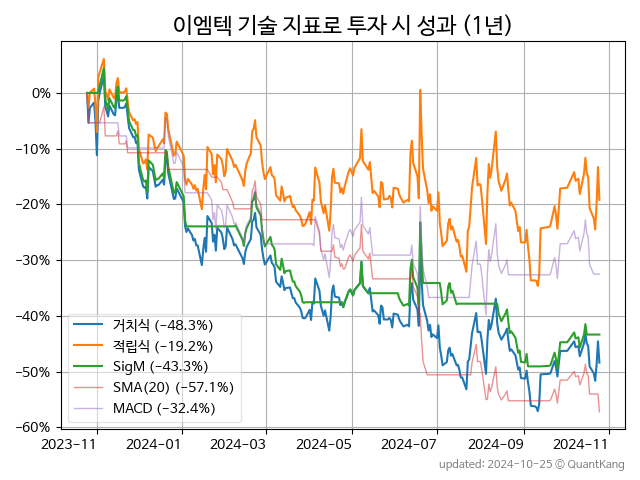 이엠텍 기술 지표로 투자 시 성과 (1년)
0%
−10%
−20%
−30%
−40%
−50%
−60%
거치식 (−48.3%)
적립식 (−19.2%)
SigM (−43.3%)
SMA(20) (−57.1%)
MACD (−32.4%)
2023-11 2024-01 2024-03 2024-05 2024-07 2024-09 2024-11
updated: 2024-10-25 © QuantKang